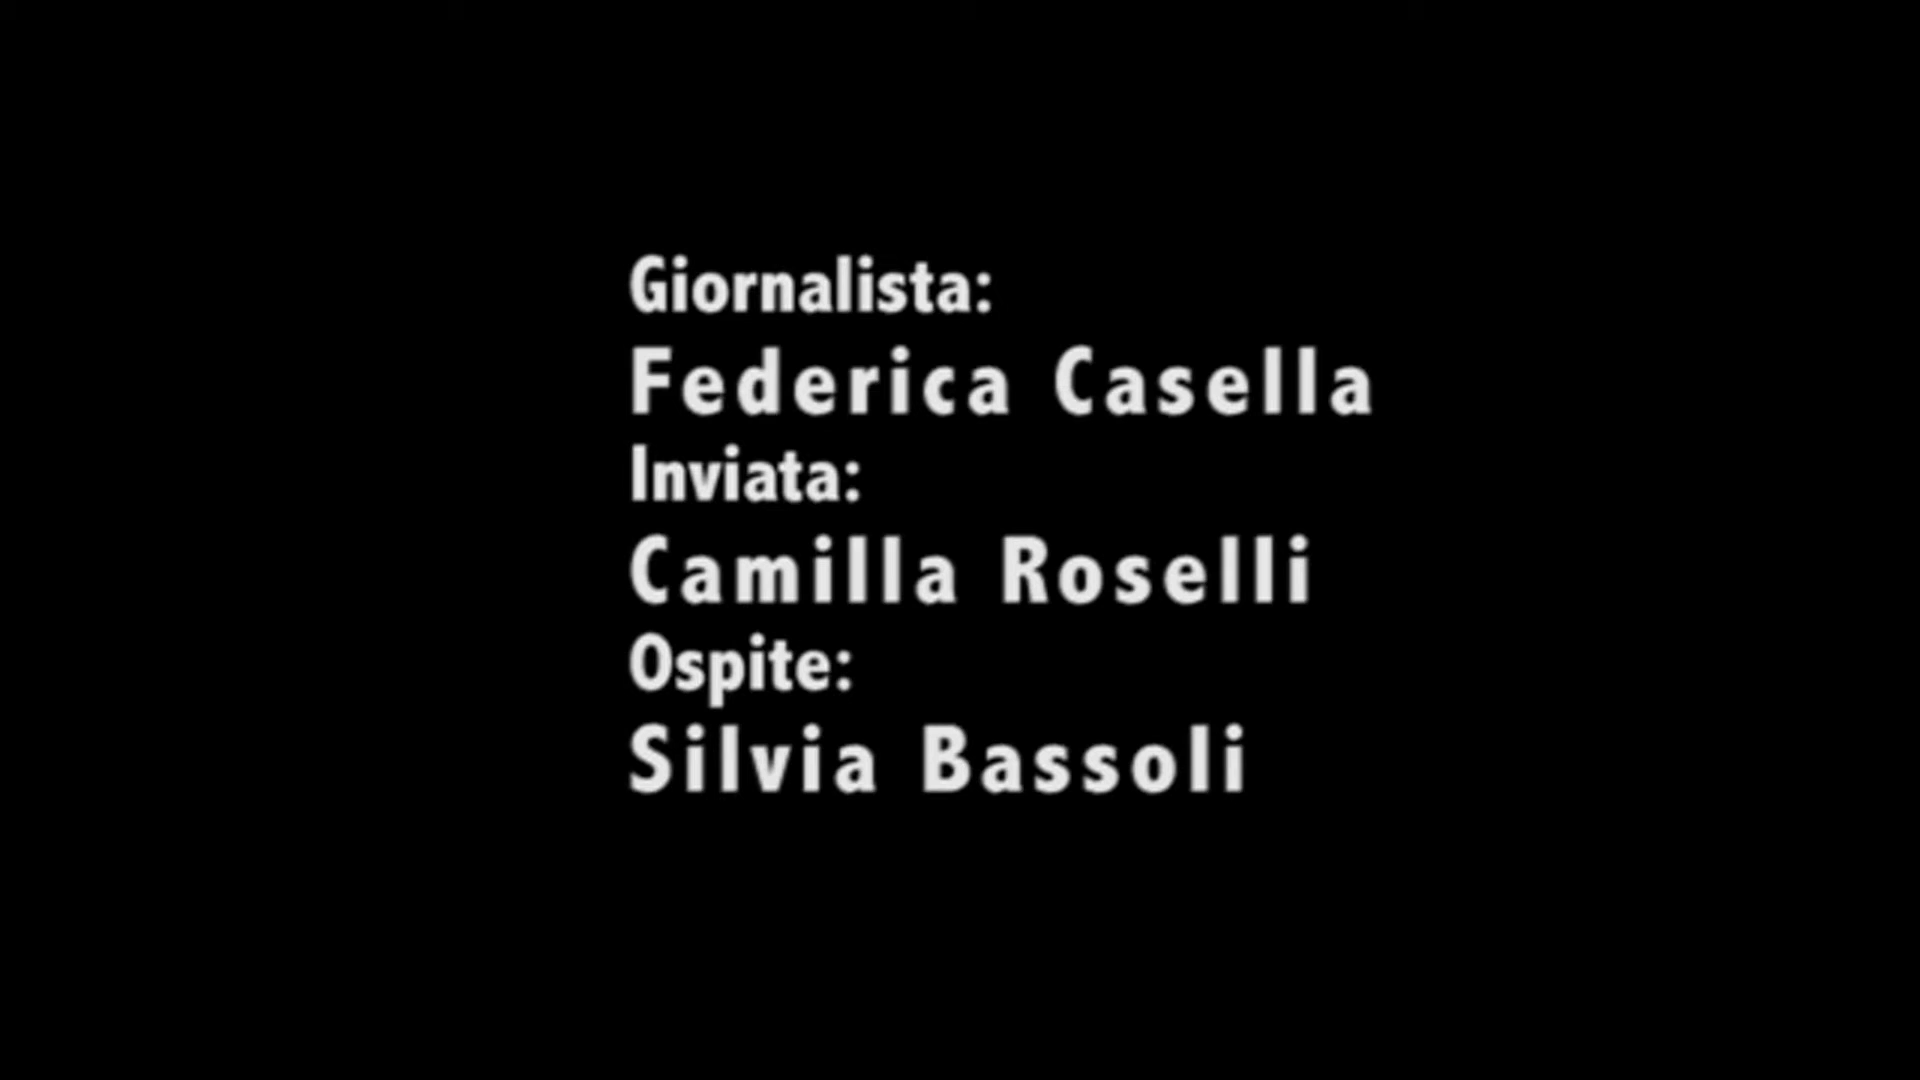 Giornalista:
Federica Casella
Inviata:
Camilla Roselli
Ospite:
Silvia Bassoli